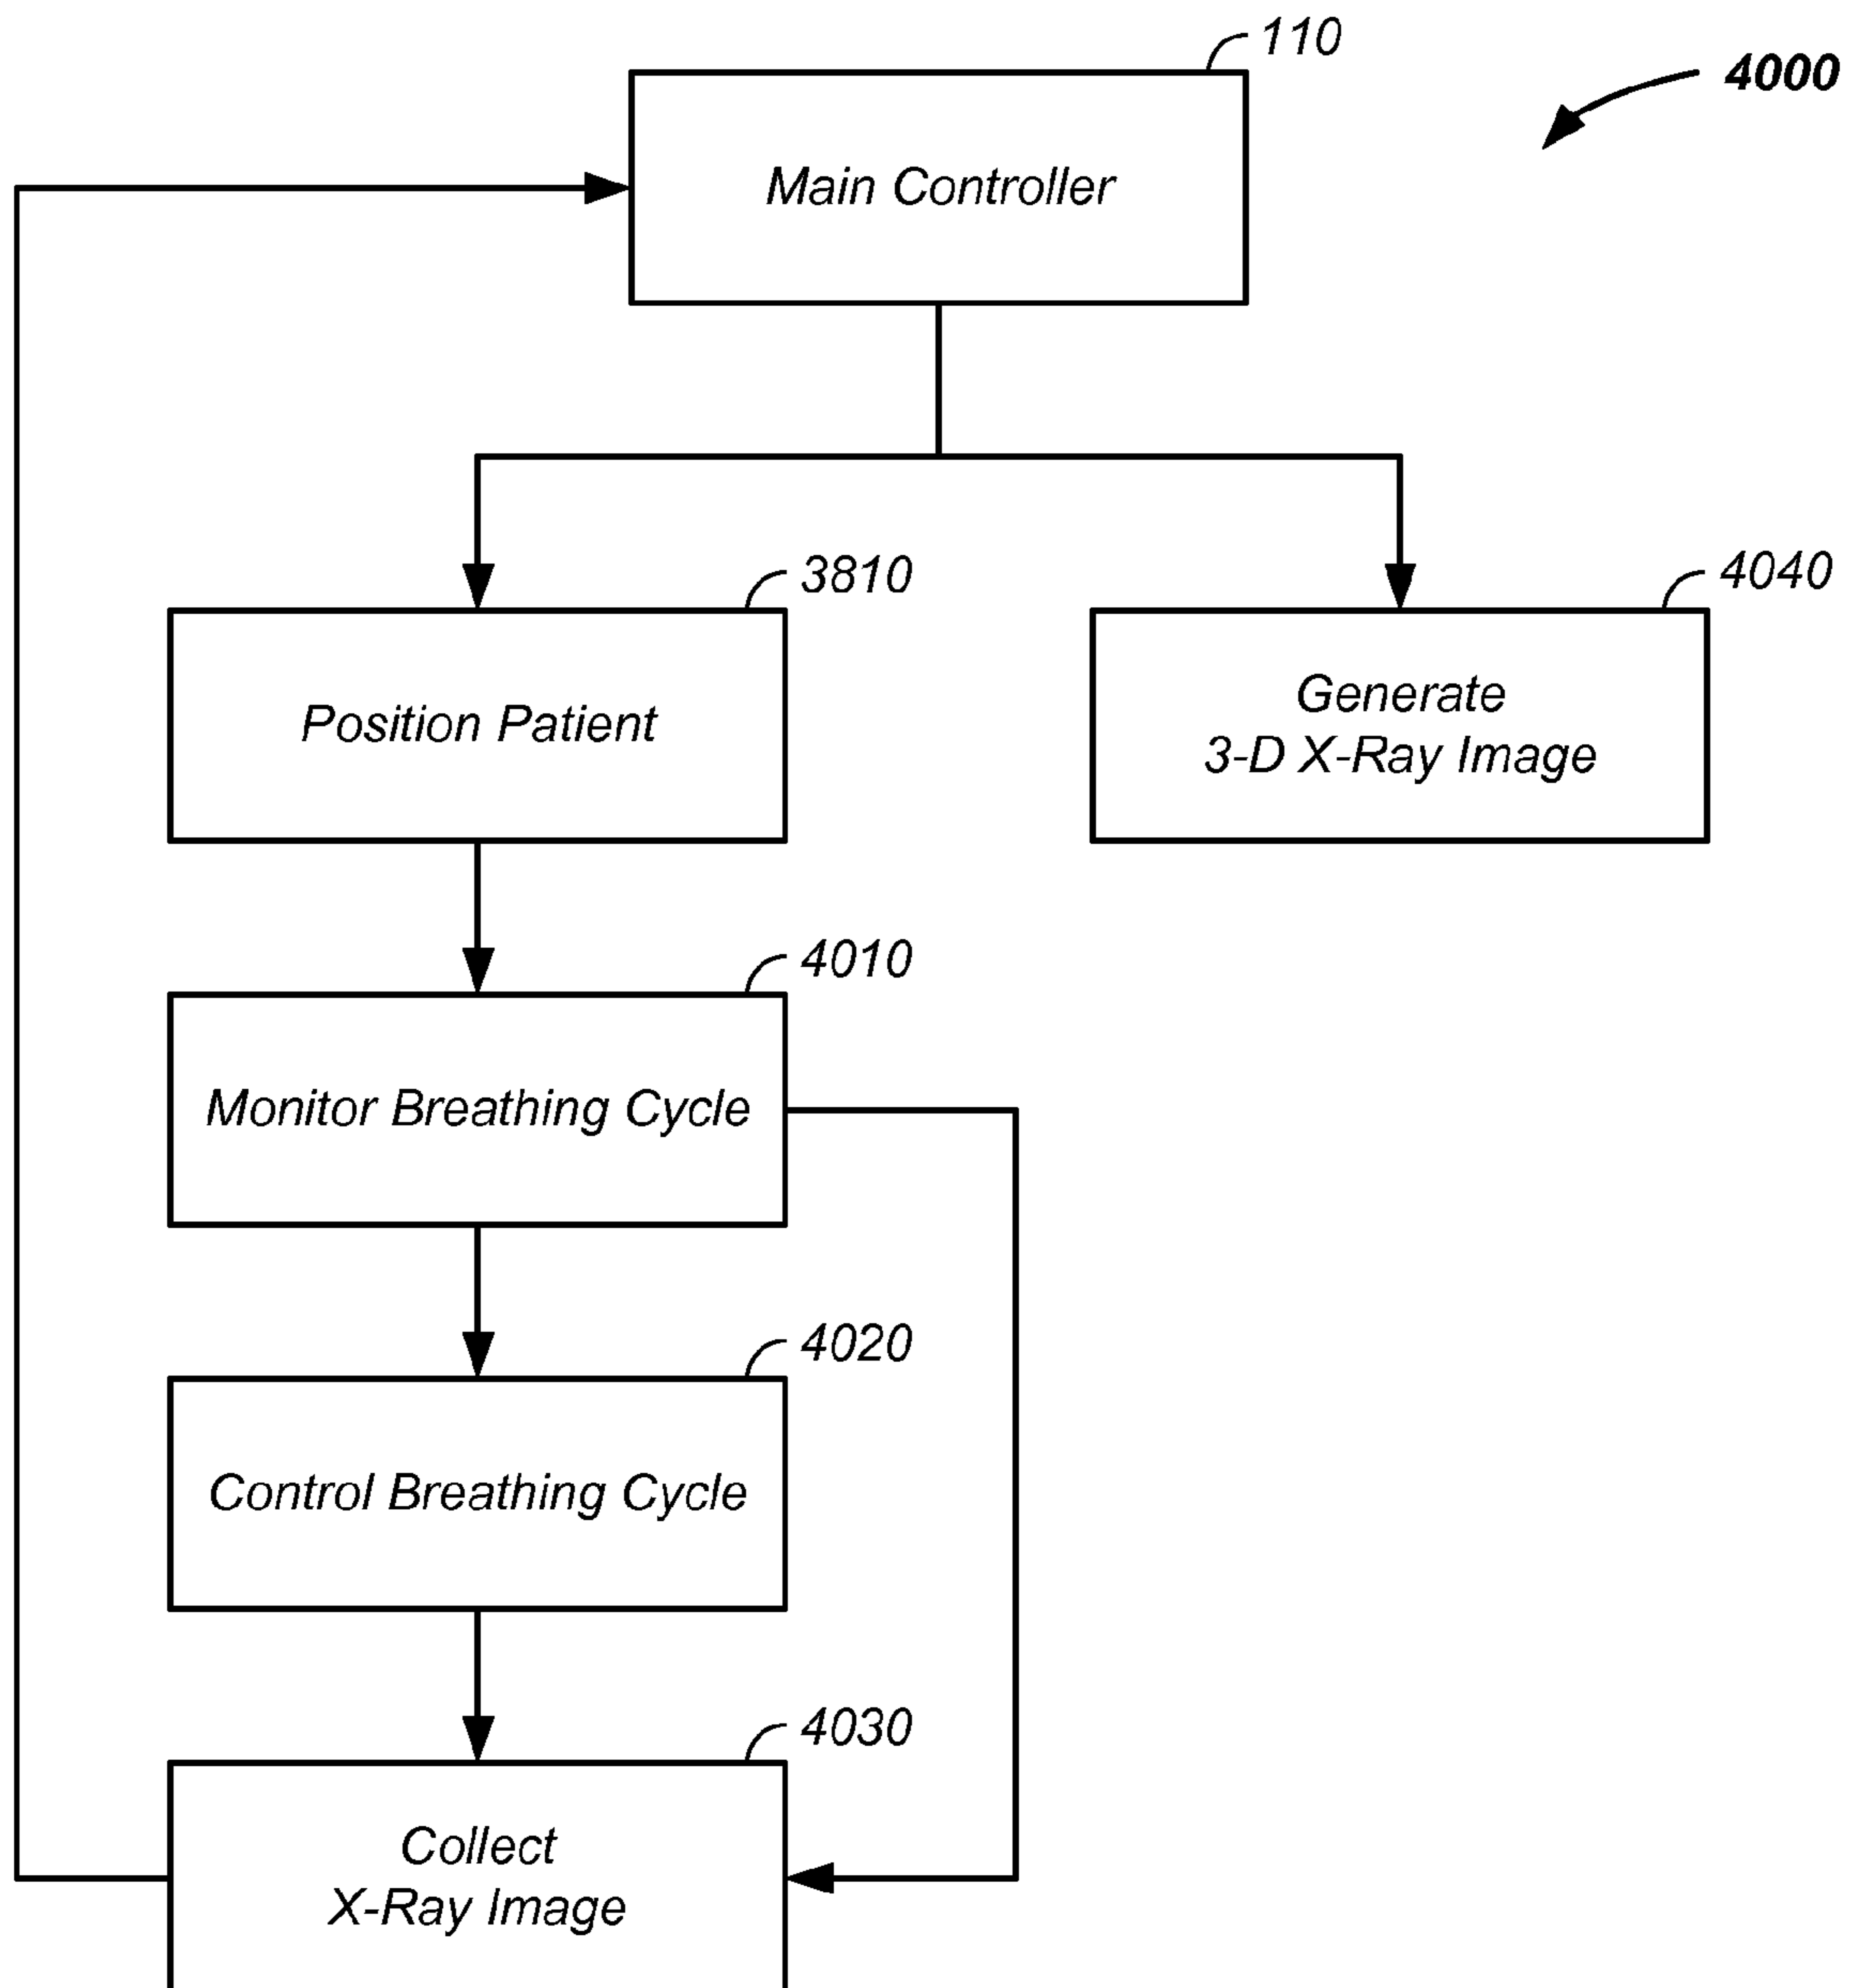 110
4000
Main Controller
3810
4040
Position Patient
Generate
3-D X-Ray Image
4010
Monitor Breathing Cycle
4020
Control Breathing Cycle
4030
Collect
X-Ray Image